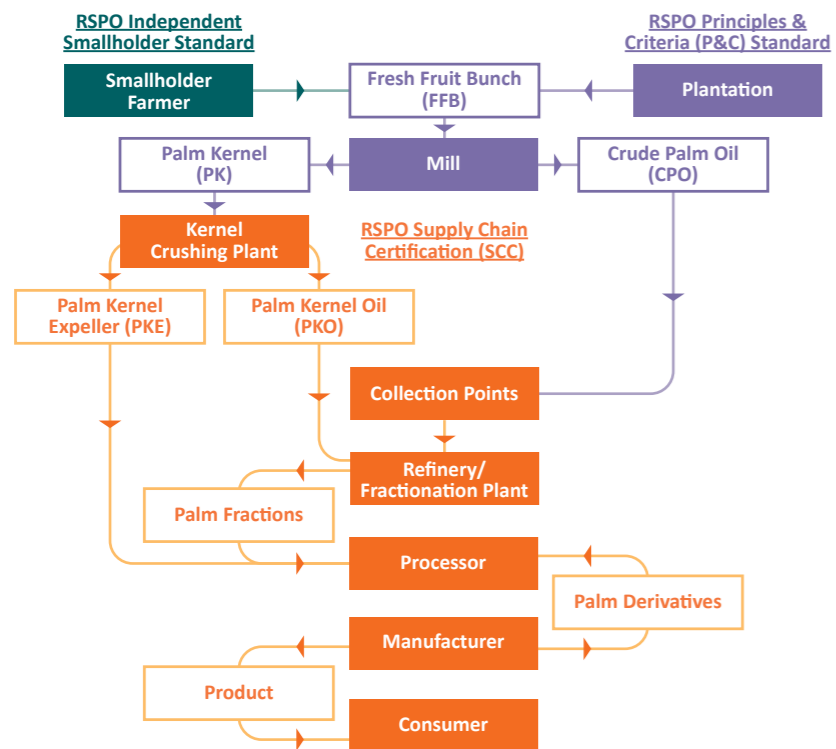 RSPO Independent
Smallholder Standard
RSPO Principles &
Criteria (P&C) Standard
Smallholder
Farmer
Fresh Fruit Bunch
(FFB)
Plantation
Palm Kernel
(PK)
Mill
Crude Palm Oil
(CPO)
Kernel
Crushing Plant
RSPO Supply Chain
Certification (SCC)
Palm Kernel
Expeller (PKE)
Palm Kernel Oil
(PKO)
Collection Points
Refinery/
Fractionation Plant
Palm Fractions
Processor
Palm Derivatives
Manufacturer
Product
Consumer